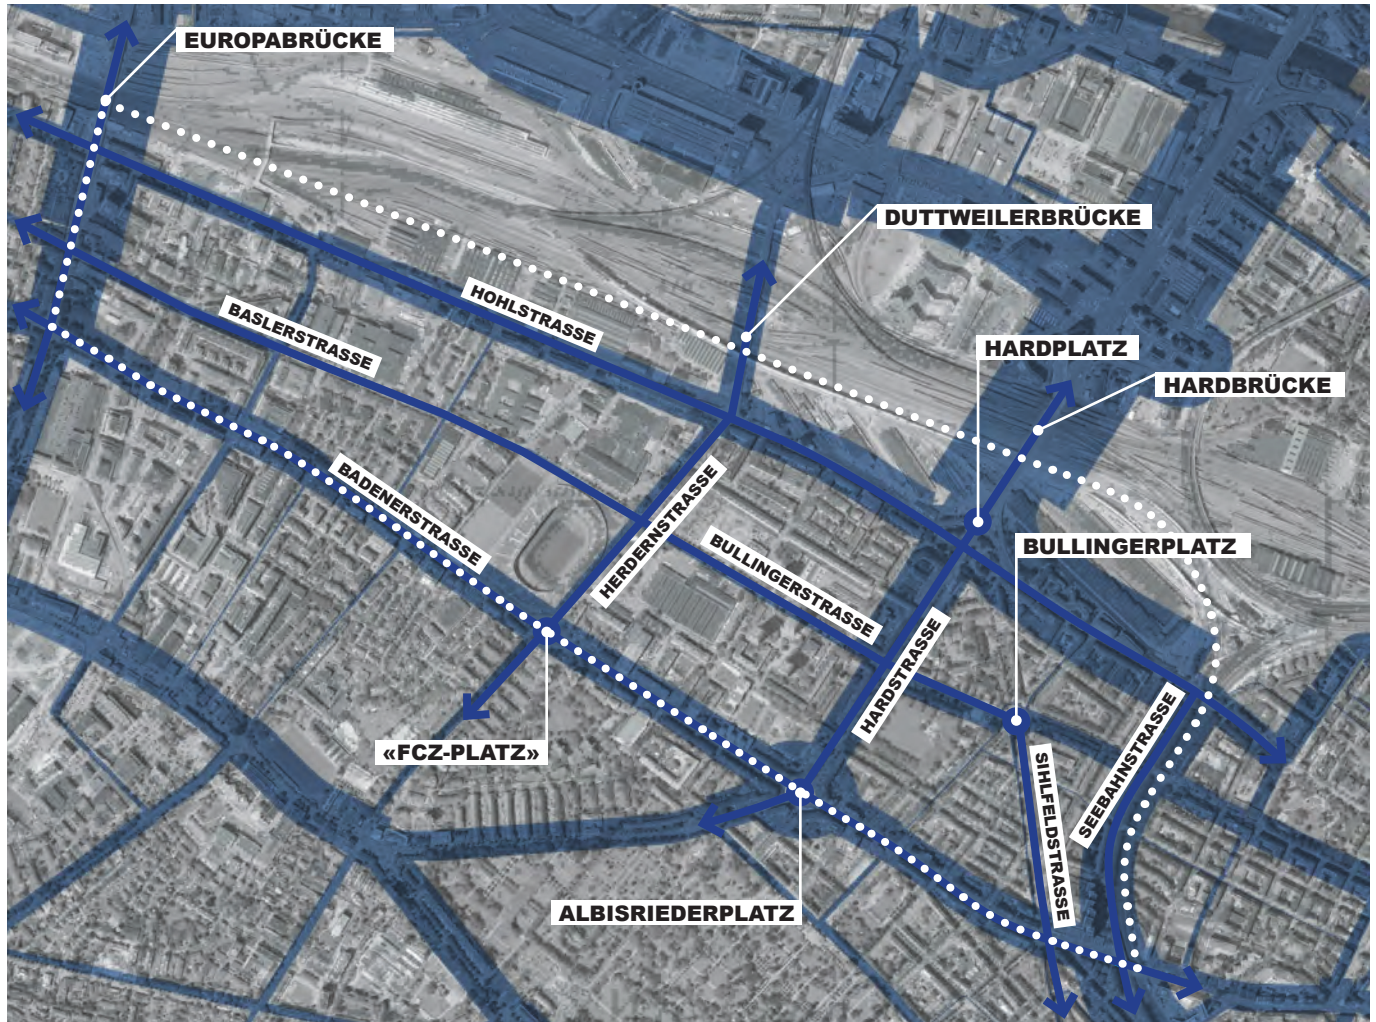 EUROPABRÜCKE
DUTTWEILERBRÜCKE
HOHLSTRASSE
BASLERSTRASSE
HARDPLATZ
HARDBRÜCKE
BADENERSTRASSE
HERDERNSTRASSE
BULLINGERSTRASSE
BULLINGERPLATZ
HARDSTRASSE
«FCZ-PLATZ»
SIHLFELDSTRASSE
SEEBAHNSTRASSE
ALBISRIEDERPLATZ